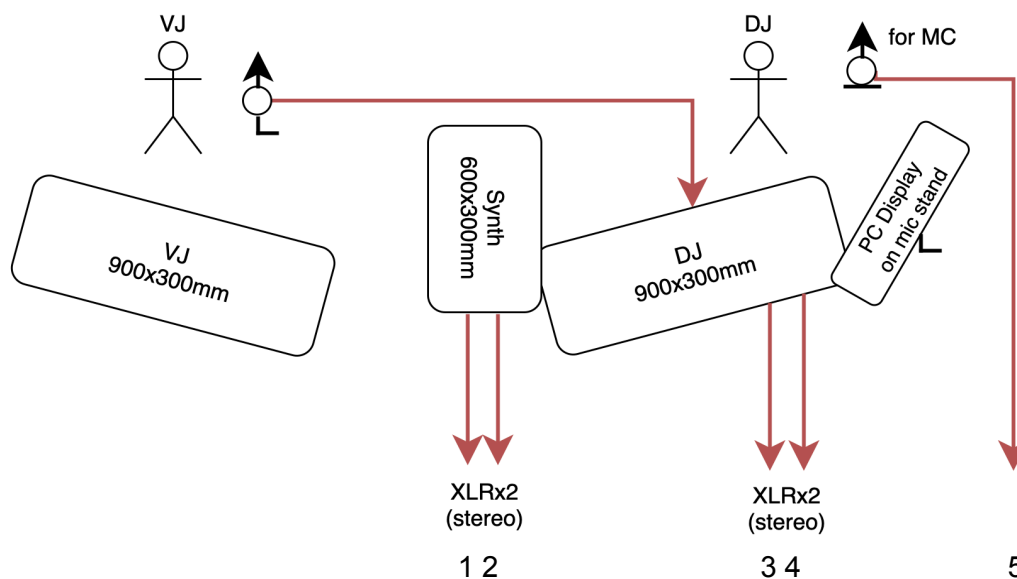 VJ
DJ
for MC
Synth
600x300mm
PC Display
on mic stand
VJ
900x300mm
DJ
900x300mm
XLRx2
(stereo)
XLRx2
(stereo)
1 2
3 4
5